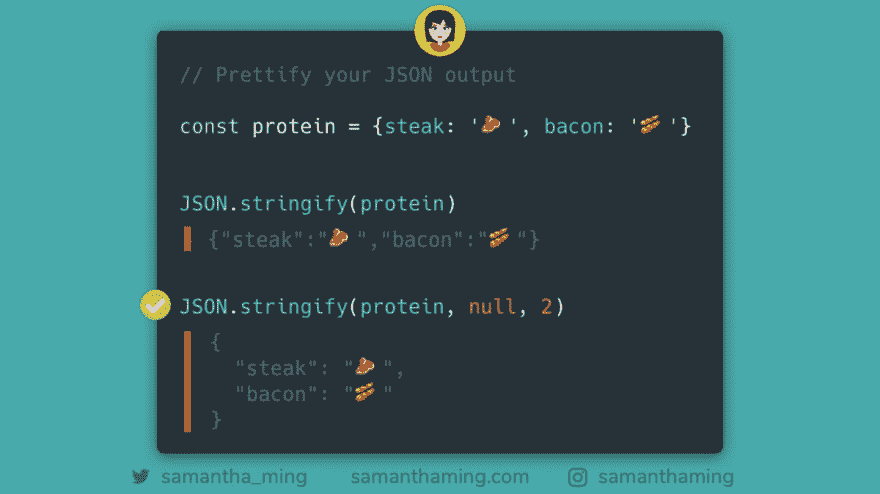 // Prettify your JSON output
const protein = {steak: '🥩 ', bacon: '🥓 '}
JSON.stringify(protein)
{"steak":"🥩 ","bacon":"🥓 "}
JSON.stringify(protein, null, 2)
{
"steak": "🥩 ",
"bacon": "🥓 "
}
samantha_ming samanthaming.com samanthaming